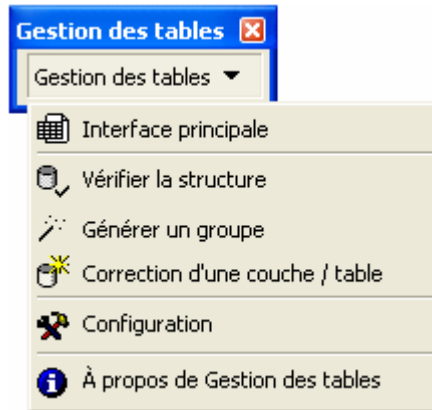 Gestion des tables
Gestion des tables
Interface principale
Vérifier la structure
Générer un groupe
Correction d'une couche / table
Configuration
À propos de Gestion des tables